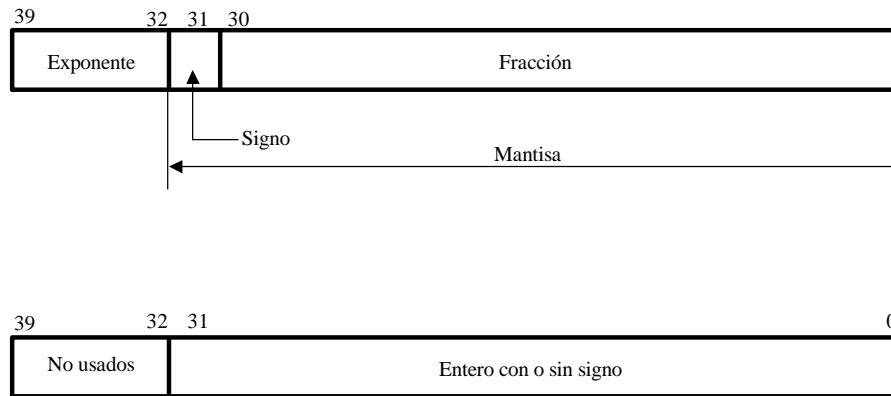 39 32 31 30
Exponente Fracción
Signo
Mantisa
39 32 31 0
No usados Entero con o sin signo